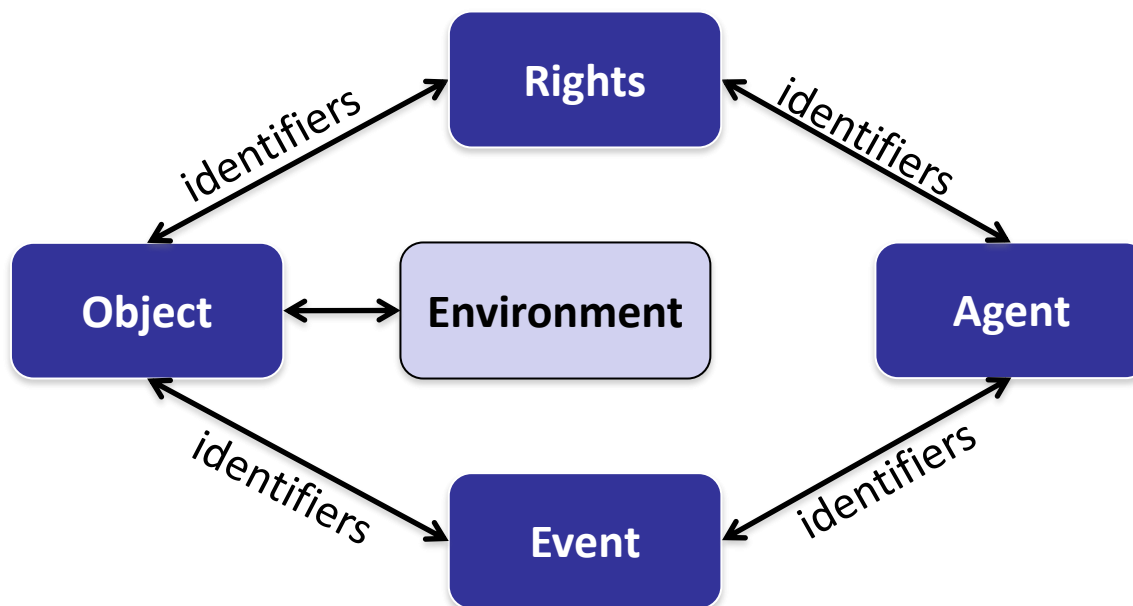 Rights
identifiers
identifiers
Object
Environment
Agent
identifiers
identifiers
Event